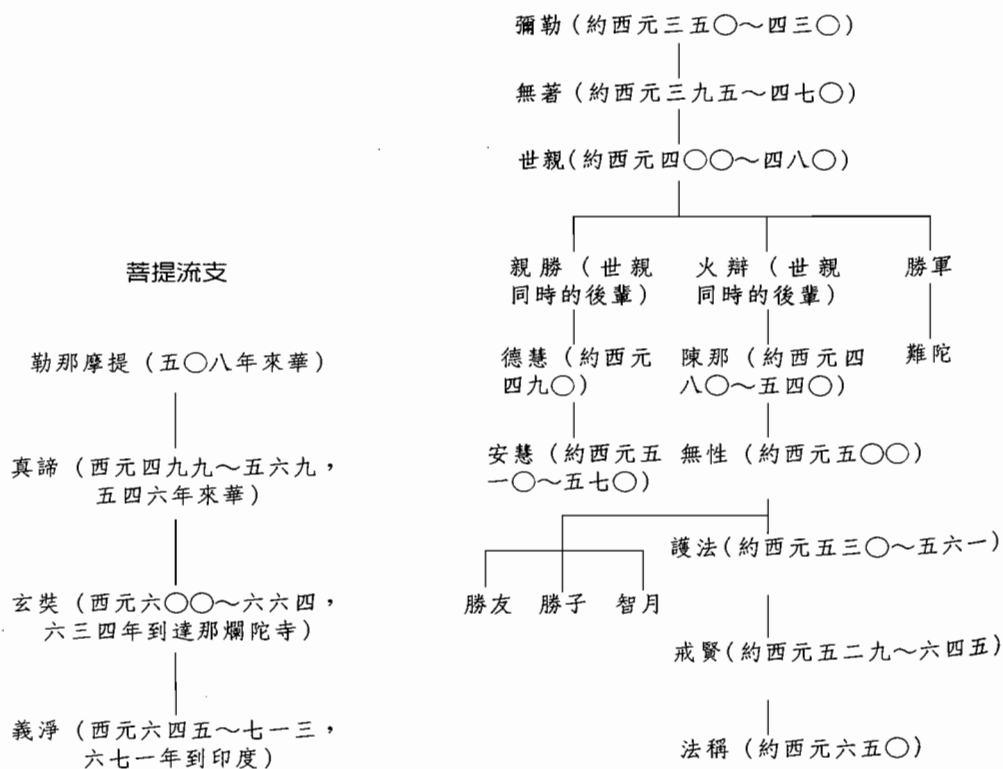 彌勒（約西元三五〇～四三〇）
無著（約西元三九五～四七〇）
世親（約西元四〇〇～四八〇）
親勝（世親
同時的後輩）
火辯（世親
同時的後輩）
勝軍
德慧（約西元
四九〇）
陳那（約西元四
八〇～五四〇）
難陀
安慧（約西元五
一〇～五七〇）
無性（約西元五〇〇）
護法（約西元五三〇～五六一）
勝友
勝子
智月
戒賢（約西元五二九～六四五）
法稱（約西元六五〇）
菩提流支
勒那摩提（五〇八年來華）
真諦（西元四九九～五六九，
五四六年來華）
玄奘（西元六〇〇～六六四，
六三四年到達那爛陀寺）
義淨（西元六四五～七一三，
六七一年到印度）